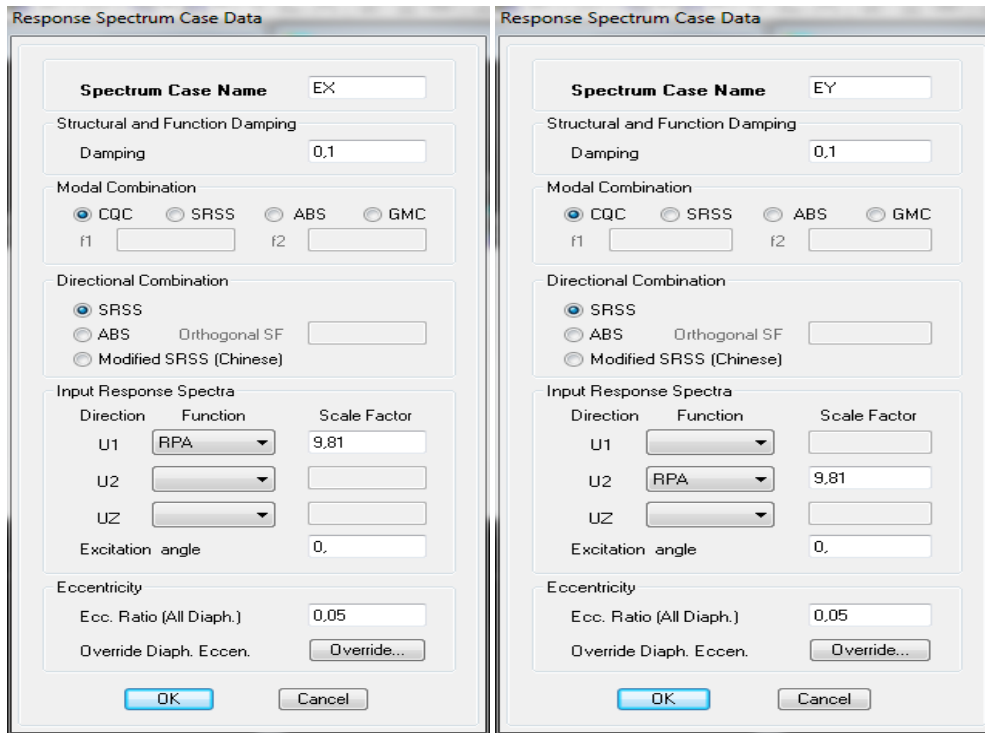 Response Spectrum Case Data
Spectrum Case Name EX
Structural and Function Damping
Damping 0,1
Modal Combination
CQC SRSS ABS GMC
f1 f2
Directional Combination
SRSS
ABS Orthogonal SF
Modified SRSS (Chinese)
Input Response Spectra
Direction Function Scale Factor
U1 RPA 9,81
U2
UZ
Excitation angle 0,
Eccentricity
Ecc. Ratio (All Diaph.) 0,05
Override Diaph. Eccen. Override...
OK Cancel
Response Spectrum Case Data
Spectrum Case Name EY
Structural and Function Damping
Damping 0,1
Modal Combination
CQC SRSS ABS GMC
f1 f2
Directional Combination
SRSS
ABS Orthogonal SF
Modified SRSS (Chinese)
Input Response Spectra
Direction Function Scale Factor
U1
U2 RPA 9,81
UZ
Excitation angle 0,
Eccentricity
Ecc. Ratio (All Diaph.) 0,05
Override Diaph. Eccen. Override...
OK Cancel